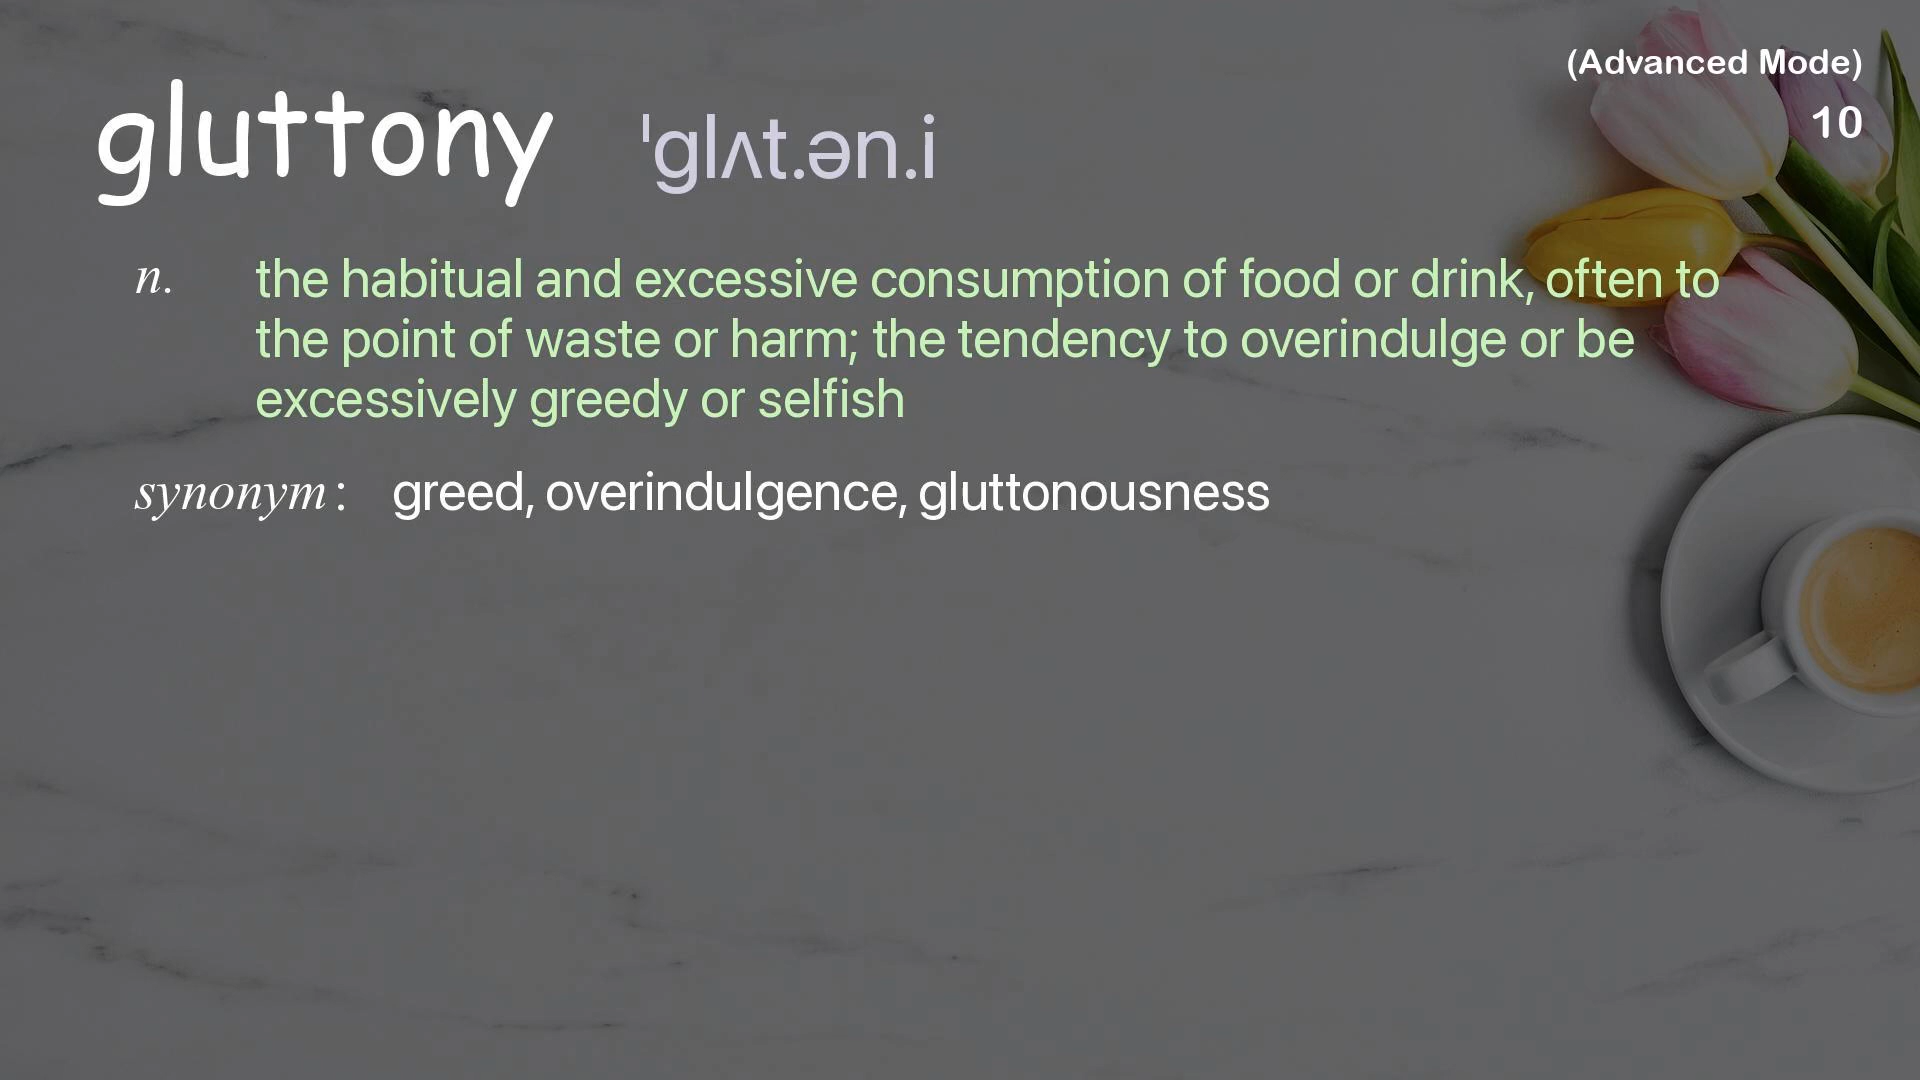 (Advanced Mode)
10
gluttony ˈɡlʌt.ən.i
n. the habitual and excessive consumption of food or drink, often to
the point of waste or harm; the tendency to overindulge or be
excessively greedy or selfish
synonym: greed, overindulgence, gluttonousness